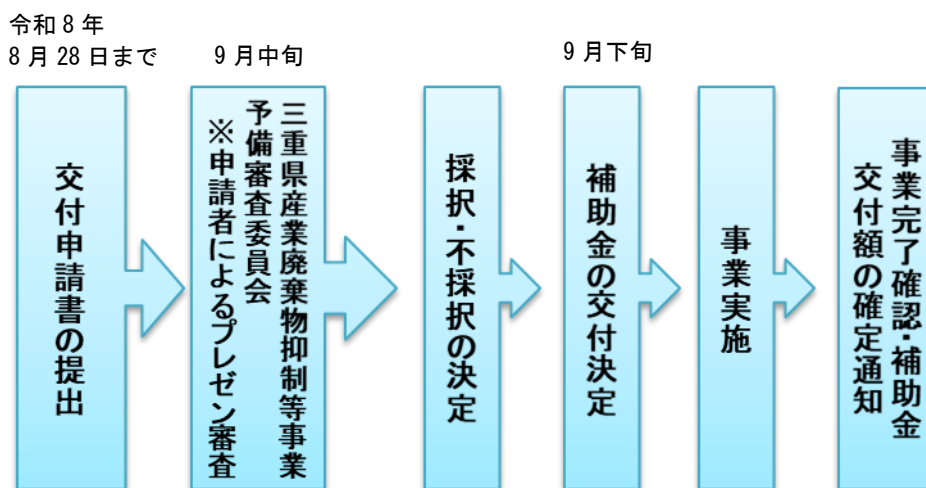 令和８年
８月28日まで
９月中旬
９月下旬
交付申請書の提出
三重県産業廃棄物抑制等事業
予備審査委員会
※申請者によるプレゼン審査
採択・不採択の決定
補助金の交付決定
事業実施
事業完了確認・補助金
交付額の確定通知